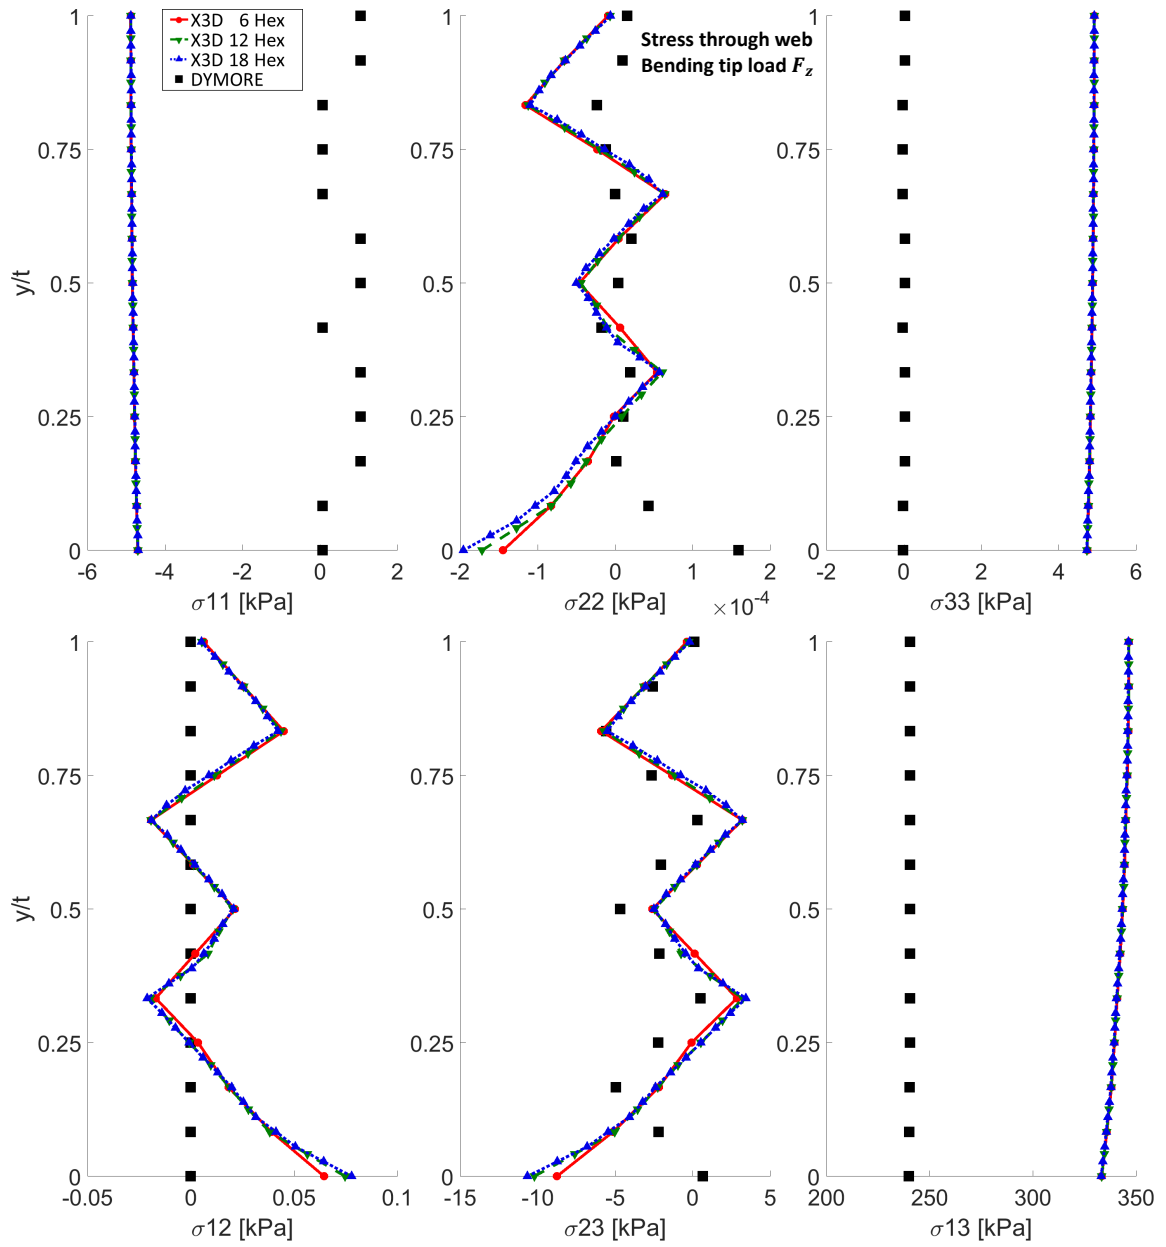 X3D 6 Hex
X3D 12 Hex
X3D 18 Hex
DYMORE
Stress through web
Bending tip load F_z
1
0.75
0.5
0.25
0
y/t
-6 -4 -2 0 2
σ11 [kPa]
1
0.75
0.5
0.25
0
-2 -1 0 1 2
σ22 [kPa]
×10⁻⁴
1
0.75
0.5
0.25
0
-2 0 2 4 6
σ33 [kPa]
1
0.75
0.5
0.25
0
y/t
-0.05 0 0.05 0.1
σ12 [kPa]
1
0.75
0.5
0.25
0
-15 -10 -5 0 5
σ23 [kPa]
1
0.75
0.5
0.25
0
200 250 300 350
σ13 [kPa]